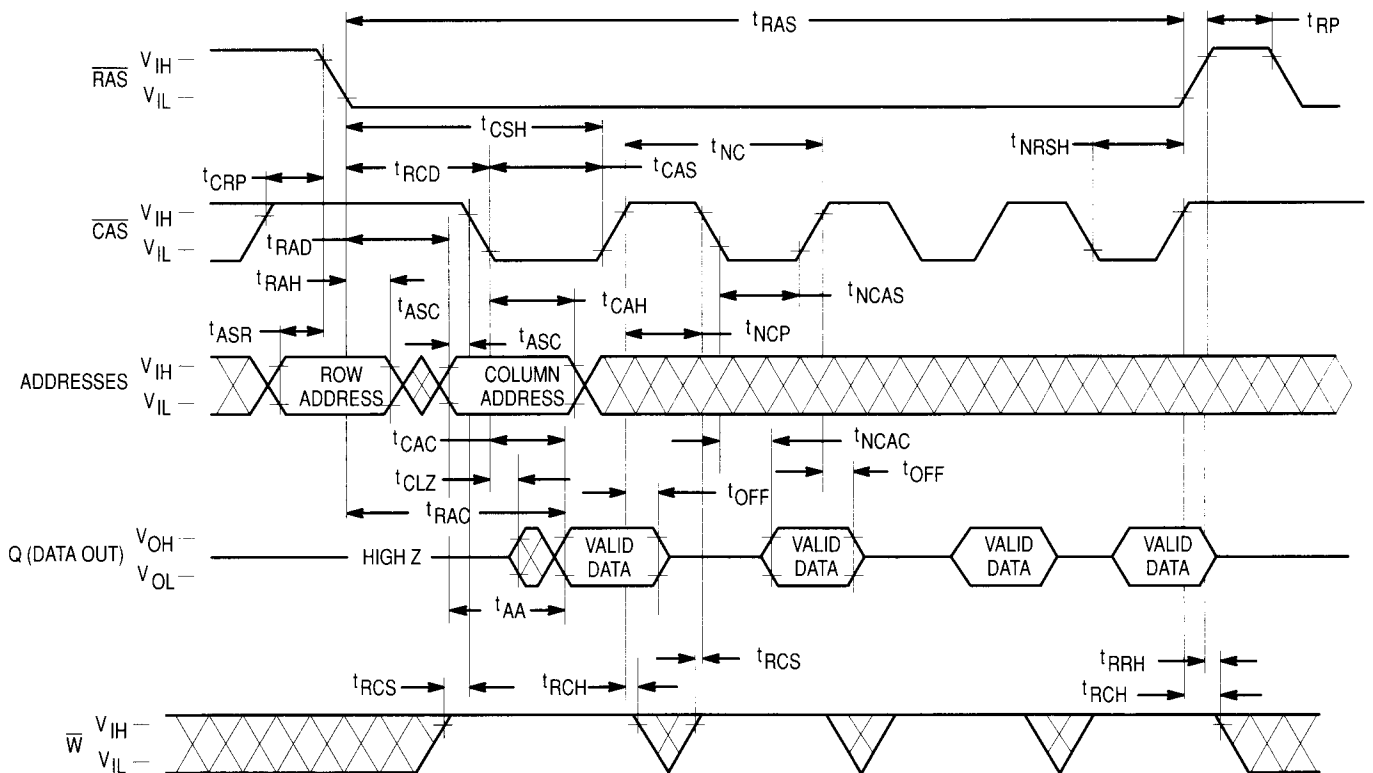 tRAS
tRP
RAS
VIH
VIL
tCSH
tNC
tNRSH
tCRP
tRCD
tCAS
CAS
VIH
VIL
tRAD
tRAH
tASC
tCAH
tNCAS
tASR
tASC
tNCP
ADDRESSES
VIH
VIL
ROW
ADDRESS
COLUMN
ADDRESS
tCAC
tNCAC
tCLZ
tOFF
tOFF
tRAC
Q (DATA OUT)
VOH
VOL
HIGH Z
VALID
DATA
VALID
DATA
VALID
DATA
VALID
DATA
tAA
tRCS
tRRH
tRCS
tRCH
tRCH
W
VIH
VIL